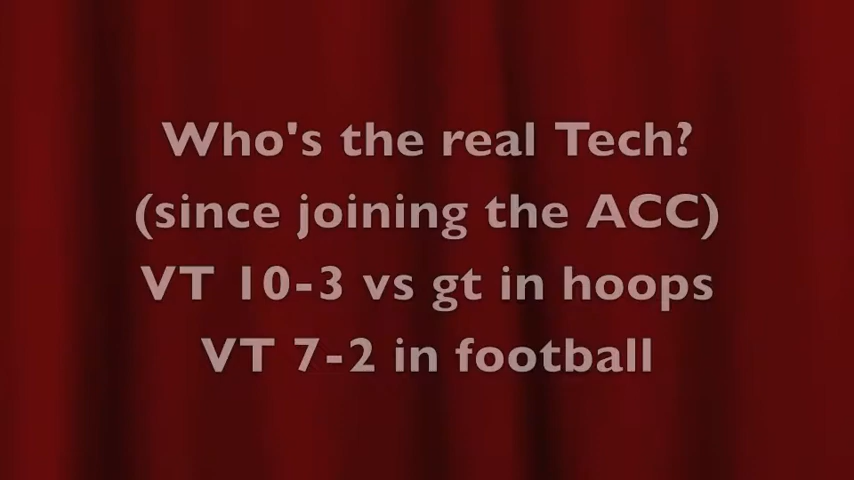 Who's the real Tech?
(since joining the ACC)
VT 10-3 vs gt in hoops
VT 7-2 in football